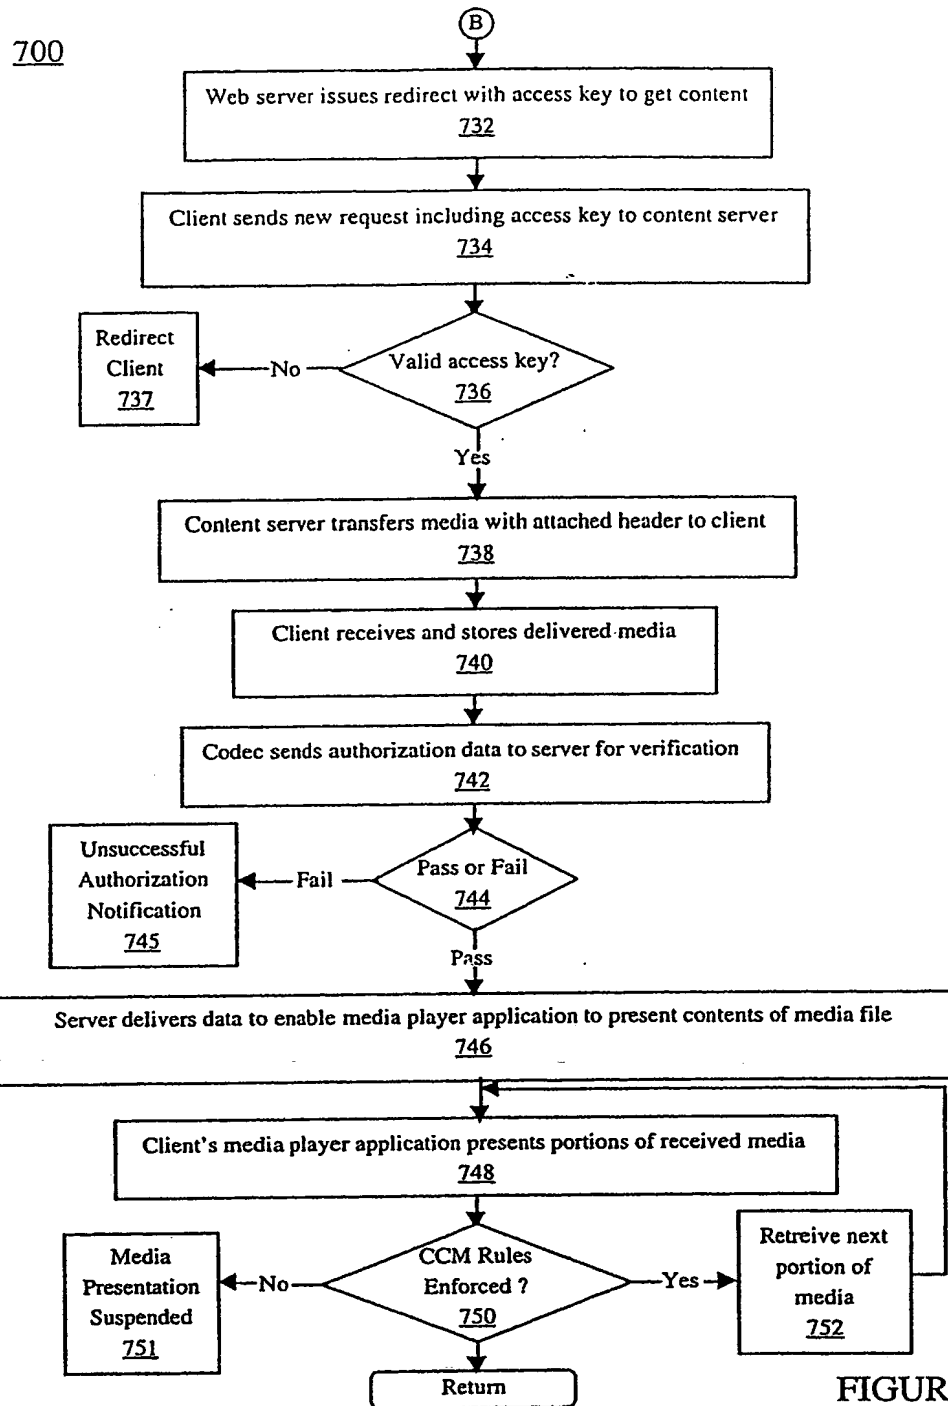 B
700
Web server issues redirect with access key to get content
732
Client sends new request including access key to content server
734
Redirect
Client
737
No
Valid access key?
736
Yes
Content server transfers media with attached header to client
738
Client receives and stores delivered media
740
Codec sends authorization data to server for verification
742
Unsuccessful
Authorization
Notification
745
Fail
Pass or Fail
744
Pass
Server delivers data to enable media player application to present contents of media file
746
Client's media player application presents portions of received media
748
Media
Presentation
Suspended
751
No
CCM Rules
Enforced ?
750
Yes
Retreive next
portion of
media
752
Return
FIGUR